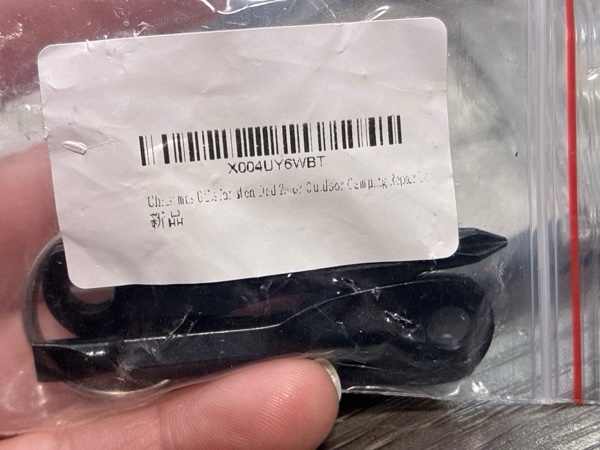 X004UY6WBT
Christmas Gifts for Men Dad 2 Outdoor Camping Repair
新品